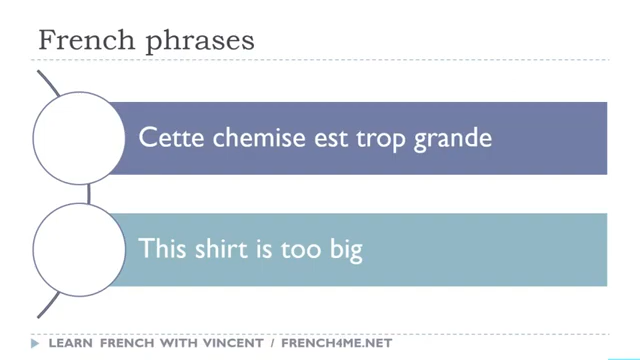 French phrases
Cette chemise est trop grande
This shirt is too big
LEARN FRENCH WITH VINCENT / FRENCH4ME.NET